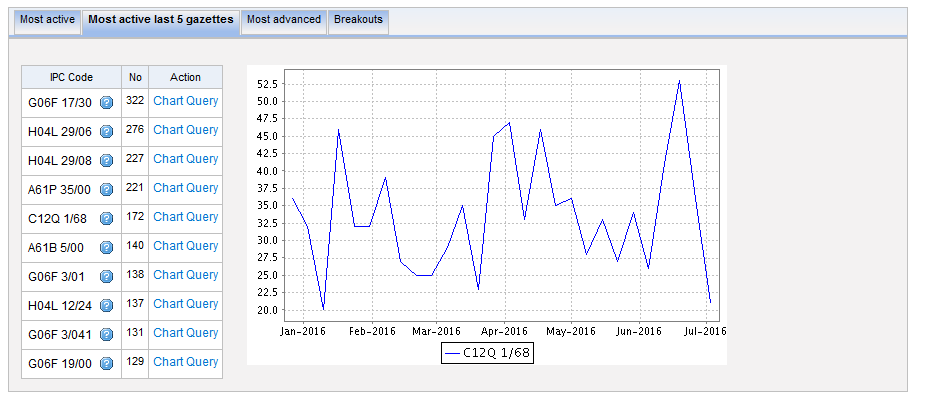 Most active Most active last 5 gazettes Most advanced Breakouts
IPC Code No Action
G06F 17/30 ? 322 Chart Query
H04L 29/06 ? 276 Chart Query
H04L 29/08 ? 227 Chart Query
A61P 35/00 ? 221 Chart Query
C12Q 1/68 ? 172 Chart Query
A61B 5/00 ? 140 Chart Query
G06F 3/01 ? 138 Chart Query
H04L 12/24 ? 137 Chart Query
G06F 3/041 ? 131 Chart Query
G06F 19/00 ? 129 Chart Query
52.5
50.0
47.5
45.0
42.5
40.0
37.5
35.0
32.5
30.0
27.5
25.0
22.5
20.0
Jan-2016 Feb-2016 Mar-2016 Apr-2016 May-2016 Jun-2016 Jul-2016
C12Q 1/68